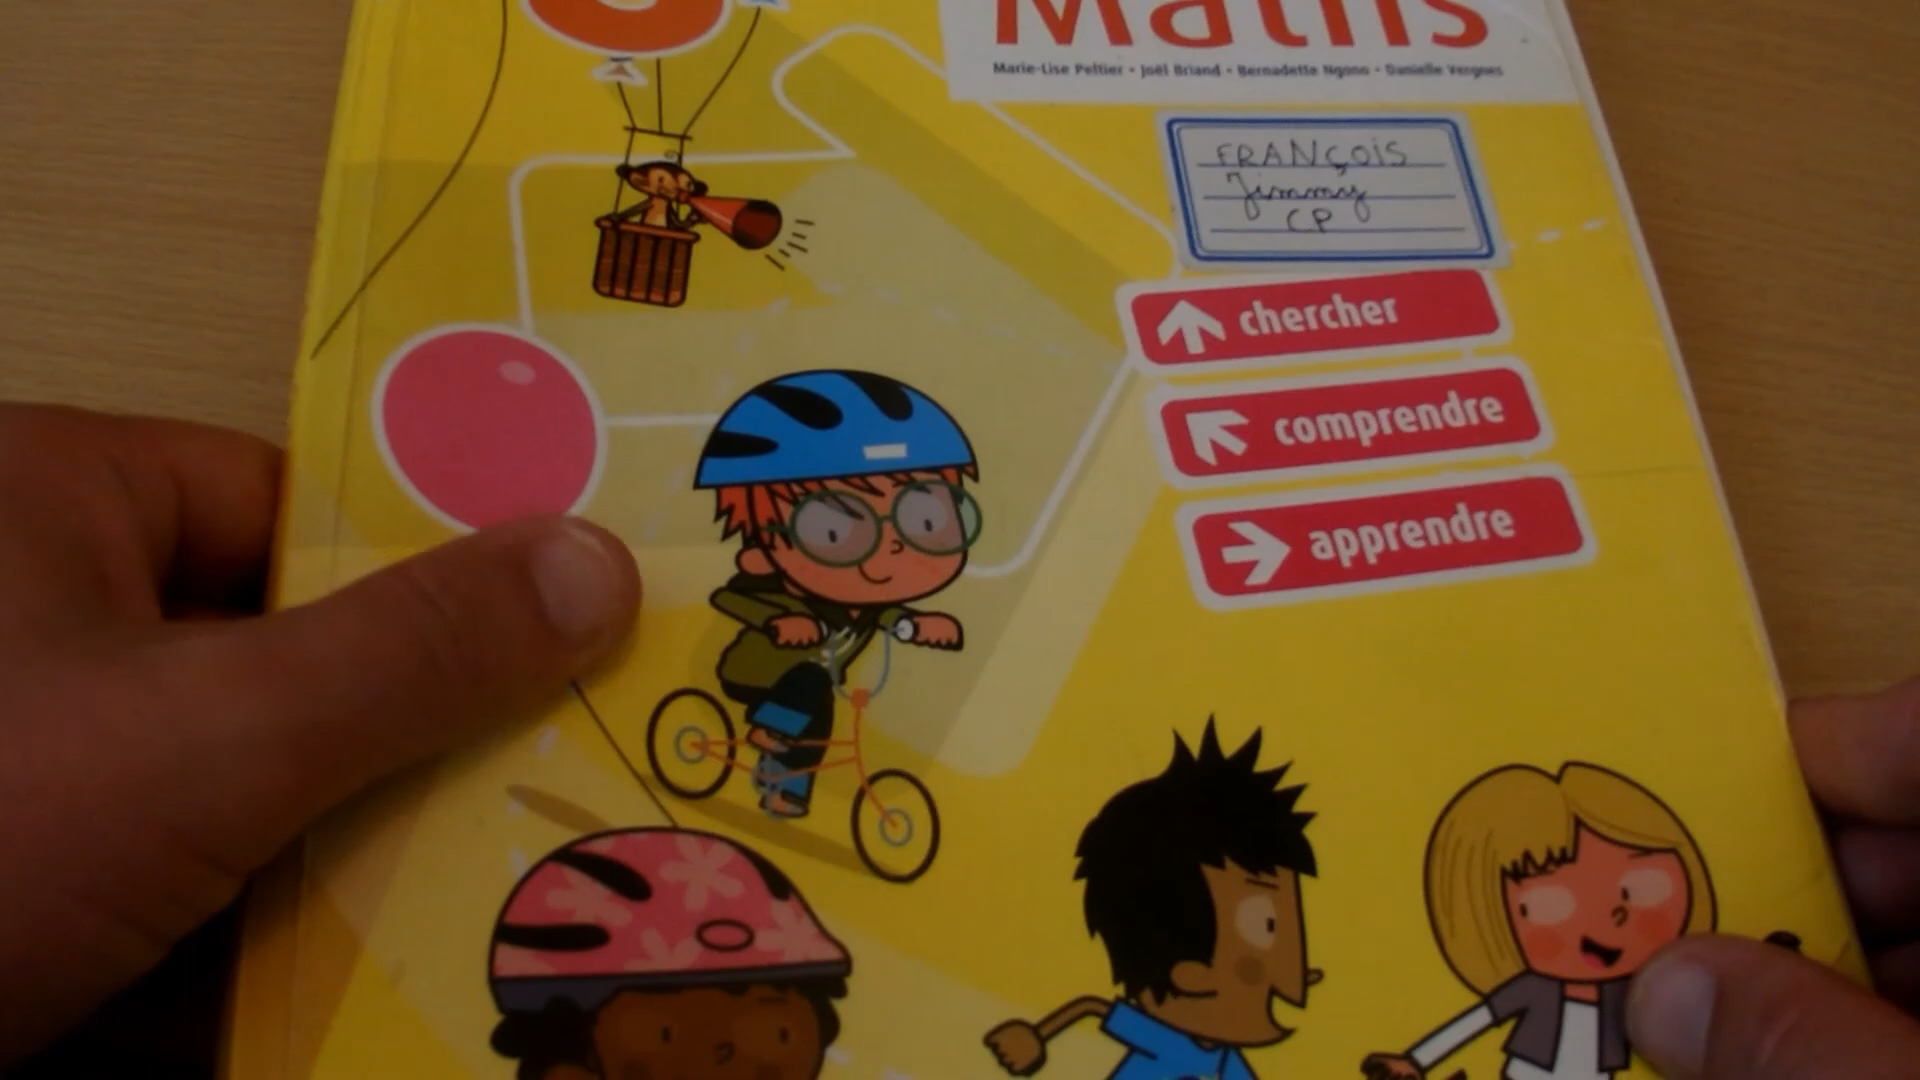 Maths
Marie-Lise Peltier • Joël Briand • Bernadette Ngono • Danielle Vergnes
FRANÇOIS
Jimmy
CP
chercher
comprendre
apprendre